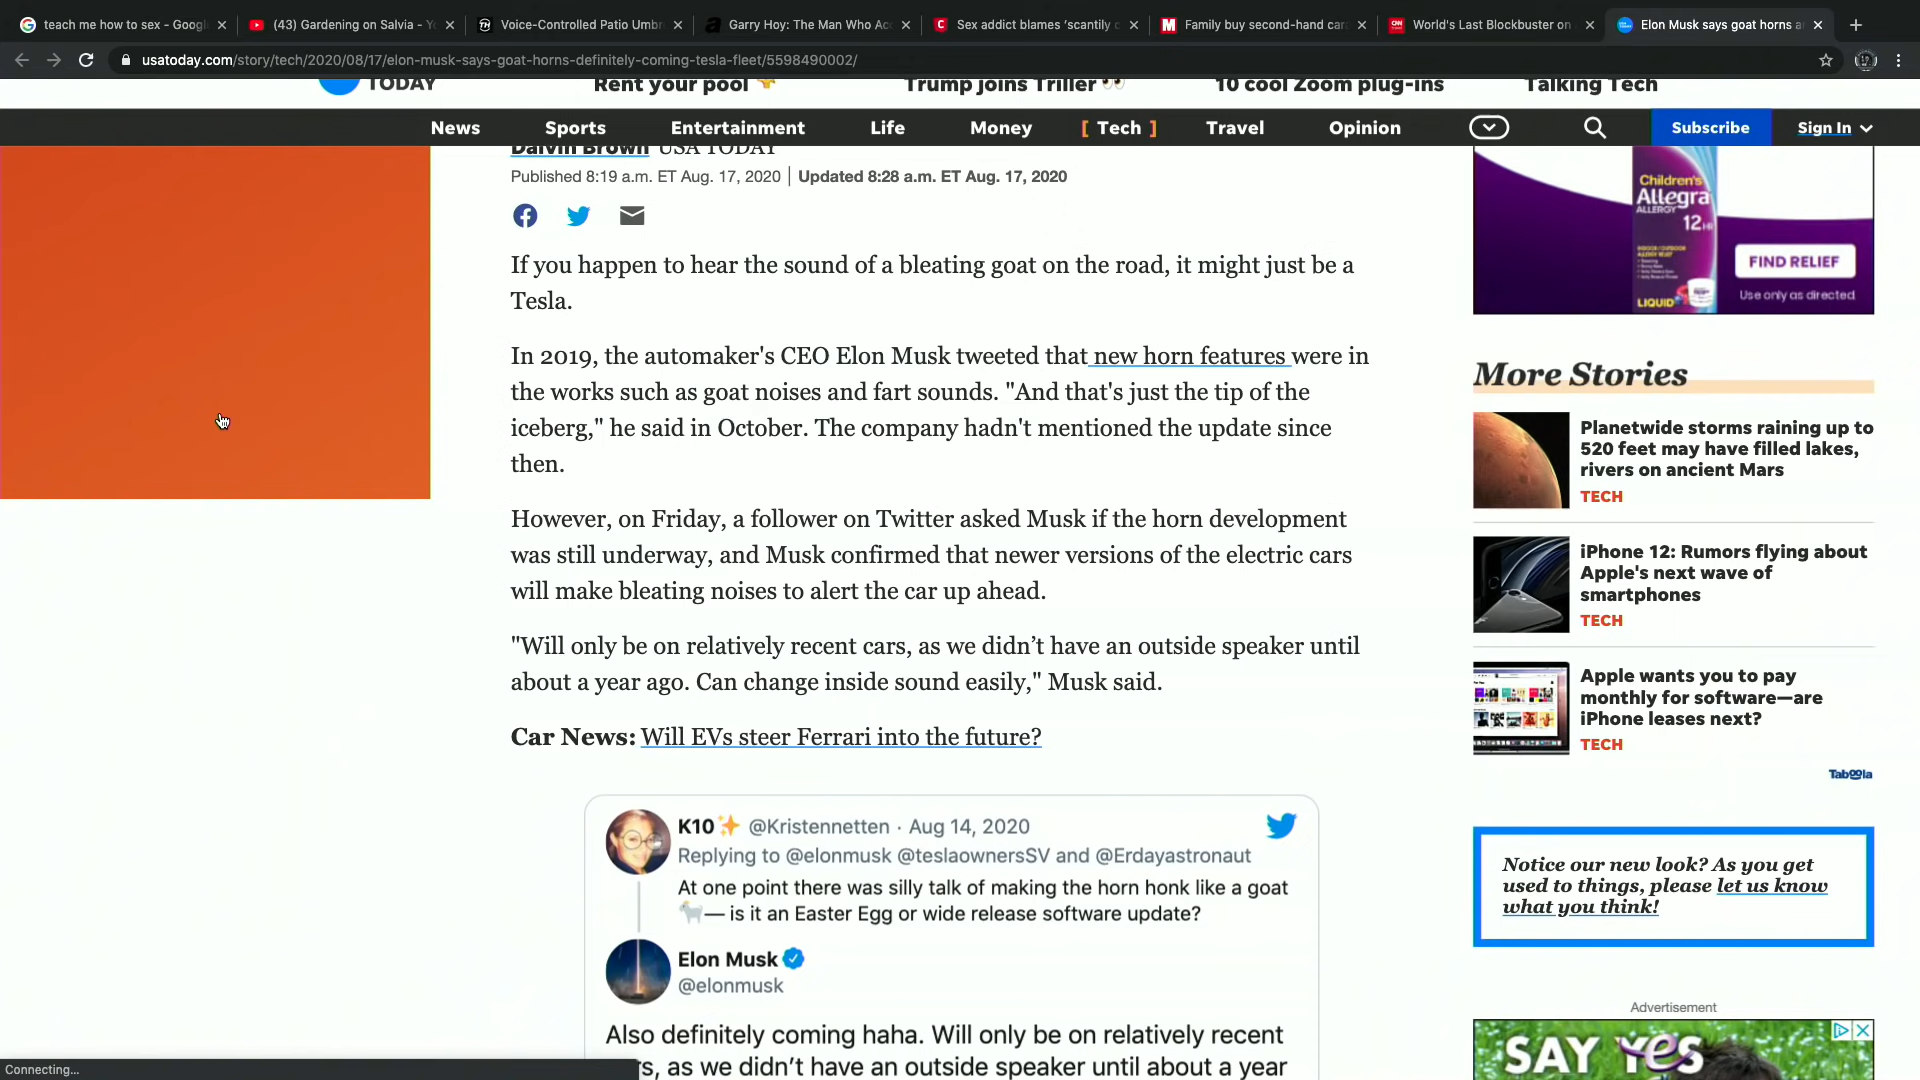 teach me how to sex - Googl
(43) Gardening on Salvia - Y
Voice-Controlled Patio Umbr
Garry Hoy: The Man Who Ac
Sex addict blames 'scantily c
Family buy second-hand car
World's Last Blockbuster on
Elon Musk says goat horns a
usatoday.com/story/tech/2020/08/17/elon-musk-says-goat-horns-definitely-coming-tesla-fleet/5598490002/
TODAY
Rent your pool
Trump joins Triller
10 cool Zoom plug-ins
Talking Tech
News Sports Entertainment Life Money [ Tech ] Travel Opinion Subscribe Sign In
Dalvin Brown USA TODAY
Published 8:19 a.m. ET Aug. 17, 2020 | Updated 8:28 a.m. ET Aug. 17, 2020
If you happen to hear the sound of a bleating goat on the road, it might just be a
Tesla.
In 2019, the automaker's CEO Elon Musk tweeted that new horn features were in
the works such as goat noises and fart sounds. "And that's just the tip of the
iceberg," he said in October. The company hadn't mentioned the update since
then.
However, on Friday, a follower on Twitter asked Musk if the horn development
was still underway, and Musk confirmed that newer versions of the electric cars
will make bleating noises to alert the car up ahead.
"Will only be on relatively recent cars, as we didn’t have an outside speaker until
about a year ago. Can change inside sound easily," Musk said.
Car News: Will EVs steer Ferrari into the future?
K10✨ @Kristennetten · Aug 14, 2020
Replying to @elonmusk @teslaownersSV and @Erdayastronaut
At one point there was silly talk of making the horn honk like a goat
🐐— is it an Easter Egg or wide release software update?
Elon Musk
@elonmusk
Also definitely coming haha. Will only be on relatively recent
rs, as we didn’t have an outside speaker until about a year
Children's
Allegra
ALLERGY
12
LIQUID
FIND RELIEF
Use only as directed
More Stories
Planetwide storms raining up to
520 feet may have filled lakes,
rivers on ancient Mars
TECH
iPhone 12: Rumors flying about
Apple's next wave of
smartphones
TECH
Apple wants you to pay
monthly for software—are
iPhone leases next?
TECH
Taboola
Notice our new look? As you get
used to things, please let us know
what you think!
Advertisement
SAY YES
Connecting...